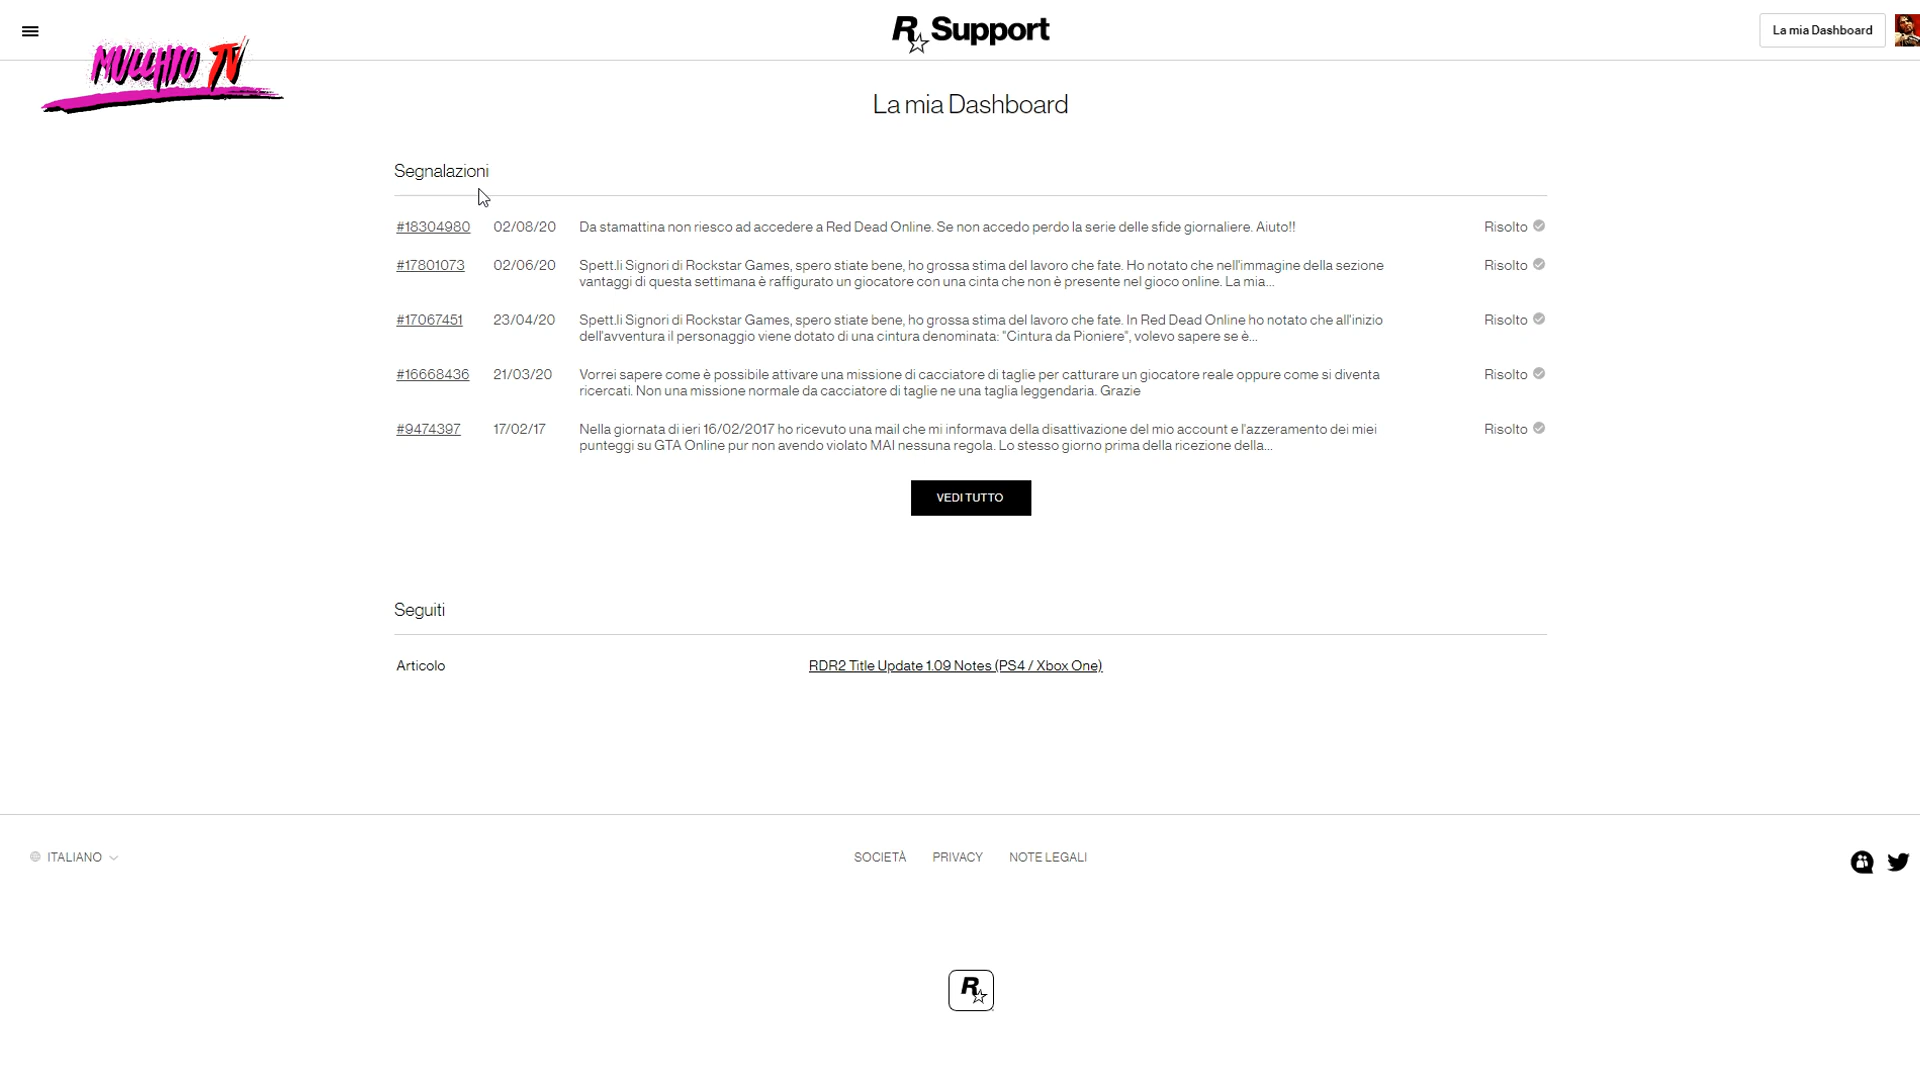 R Support
La mia Dashboard
MUCCHIO TV
La mia Dashboard
Segnalazioni
#18304980 02/08/20 Da stamattina non riesco ad accedere a Red Dead Online. Se non accedo perdo la serie delle sfide giornaliere. Aiuto!! Risolto
#17801073 02/06/20 Spett.li Signori di Rockstar Games, spero stiate bene, ho grossa stima del lavoro che fate. Ho notato che nell'immagine della sezione Risolto
vantaggi di questa settimana è raffigurato un giocatore con una cinta che non è presente nel gioco online. La mia...
#17067451 23/04/20 Spett.li Signori di Rockstar Games, spero stiate bene, ho grossa stima del lavoro che fate. In Red Dead Online ho notato che all'inizio Risolto
dell'avventura il personaggio viene dotato di una cintura denominata: "Cintura da Pioniere", volevo sapere se è...
#16668436 21/03/20 Vorrei sapere come è possibile attivare una missione di cacciatore di taglie per catturare un giocatore reale oppure come si diventa Risolto
ricercati. Non una missione normale da cacciatore di taglie ne una taglia leggendaria. Grazie
#9474397 17/02/17 Nella giornata di ieri 16/02/2017 ho ricevuto una mail che mi informava della disattivazione del mio account e l'azzeramento dei miei Risolto
punteggi su GTA Online pur non avendo violato MAI nessuna regola. Lo stesso giorno prima della ricezione della...
VEDI TUTTO
Seguiti
Articolo RDR2 Title Update 1.09 Notes (PS4 / Xbox One)
ITALIANO SOCIETÀ PRIVACY NOTE LEGALI
R